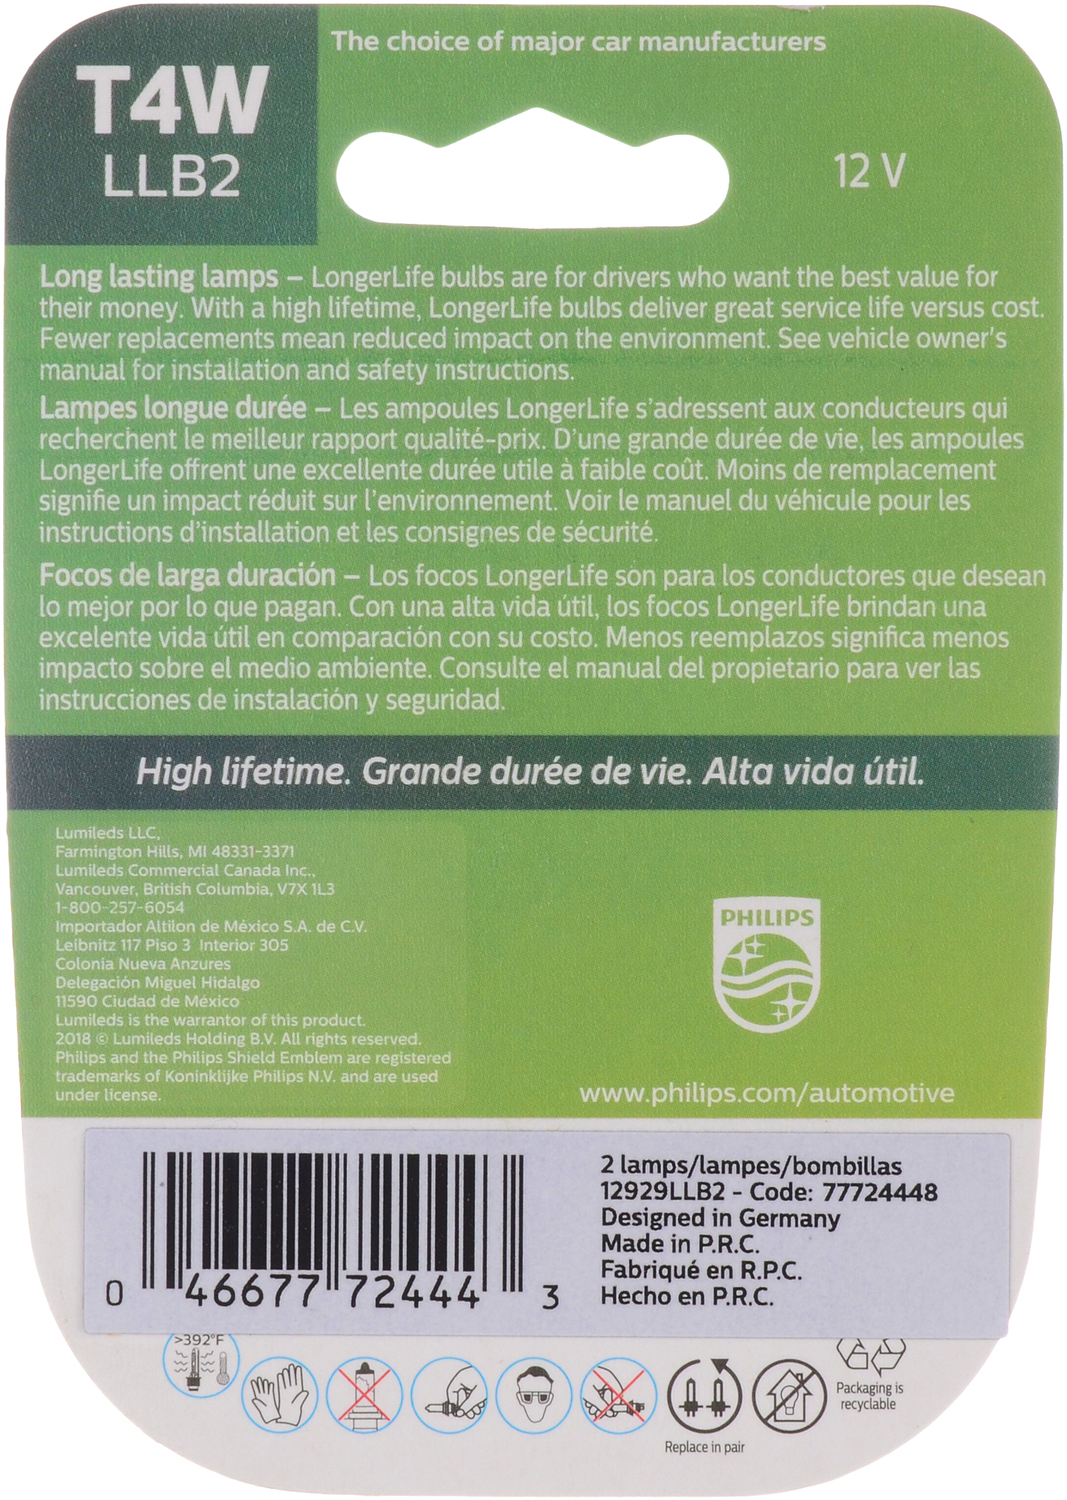 The choice of major car manufacturers
T4W
LLB2
12 V
Long lasting lamps – LongerLife bulbs are for drivers who want the best value for
their money. With a high lifetime, LongerLife bulbs deliver great service life versus cost.
Fewer replacements mean reduced impact on the environment. See vehicle owner's
manual for installation and safety instructions.
Lampes longue durée – Les ampoules LongerLife s'adressent aux conducteurs qui
recherchent le meilleur rapport qualité-prix. D'une grande durée de vie, les ampoules
LongerLife offrent une excellente durée utile à faible coût. Moins de remplacement
signifie un impact réduit sur l'environnement. Voir le manuel du véhicule pour les
instructions d'installation et les consignes de sécurité.
Focos de larga duración – Los focos LongerLife son para los conductores que desean
lo mejor por lo que pagan. Con una alta vida útil, los focos LongerLife brindan una
excelente vida útil en comparación con su costo. Menos reemplazos significa menos
impacto sobre el medio ambiente. Consulte el manual del propietario para ver las
instrucciones de instalación y seguridad.
High lifetime. Grande durée de vie. Alta vida útil.
Lumileds LLC,
Farmington Hills, MI 48331-3371
Lumileds Commercial Canada Inc.,
Vancouver, British Columbia, V7X 1L3
1-800-257-6054
Importador Altilon de México S.A. de C.V.
Leibnitz 117 Piso 3 Interior 305
Colonia Nueva Anzures
Delegación Miguel Hidalgo
11590 Ciudad de México
Lumileds is the warrantor of this product.
2018 © Lumileds Holding B.V. All rights reserved.
Philips and the Philips Shield Emblem are registered
trademarks of Koninklijke Philips N.V. and are used
under license.
PHILIPS
www.philips.com/automotive
0 46677 72444 3
2 lamps/lampes/bombillas
12929LLB2 - Code: 77724448
Designed in Germany
Made in P.R.C.
Fabriqué en R.P.C.
Hecho en P.R.C.
>392°F
Replace in pair
Packaging is
recyclable